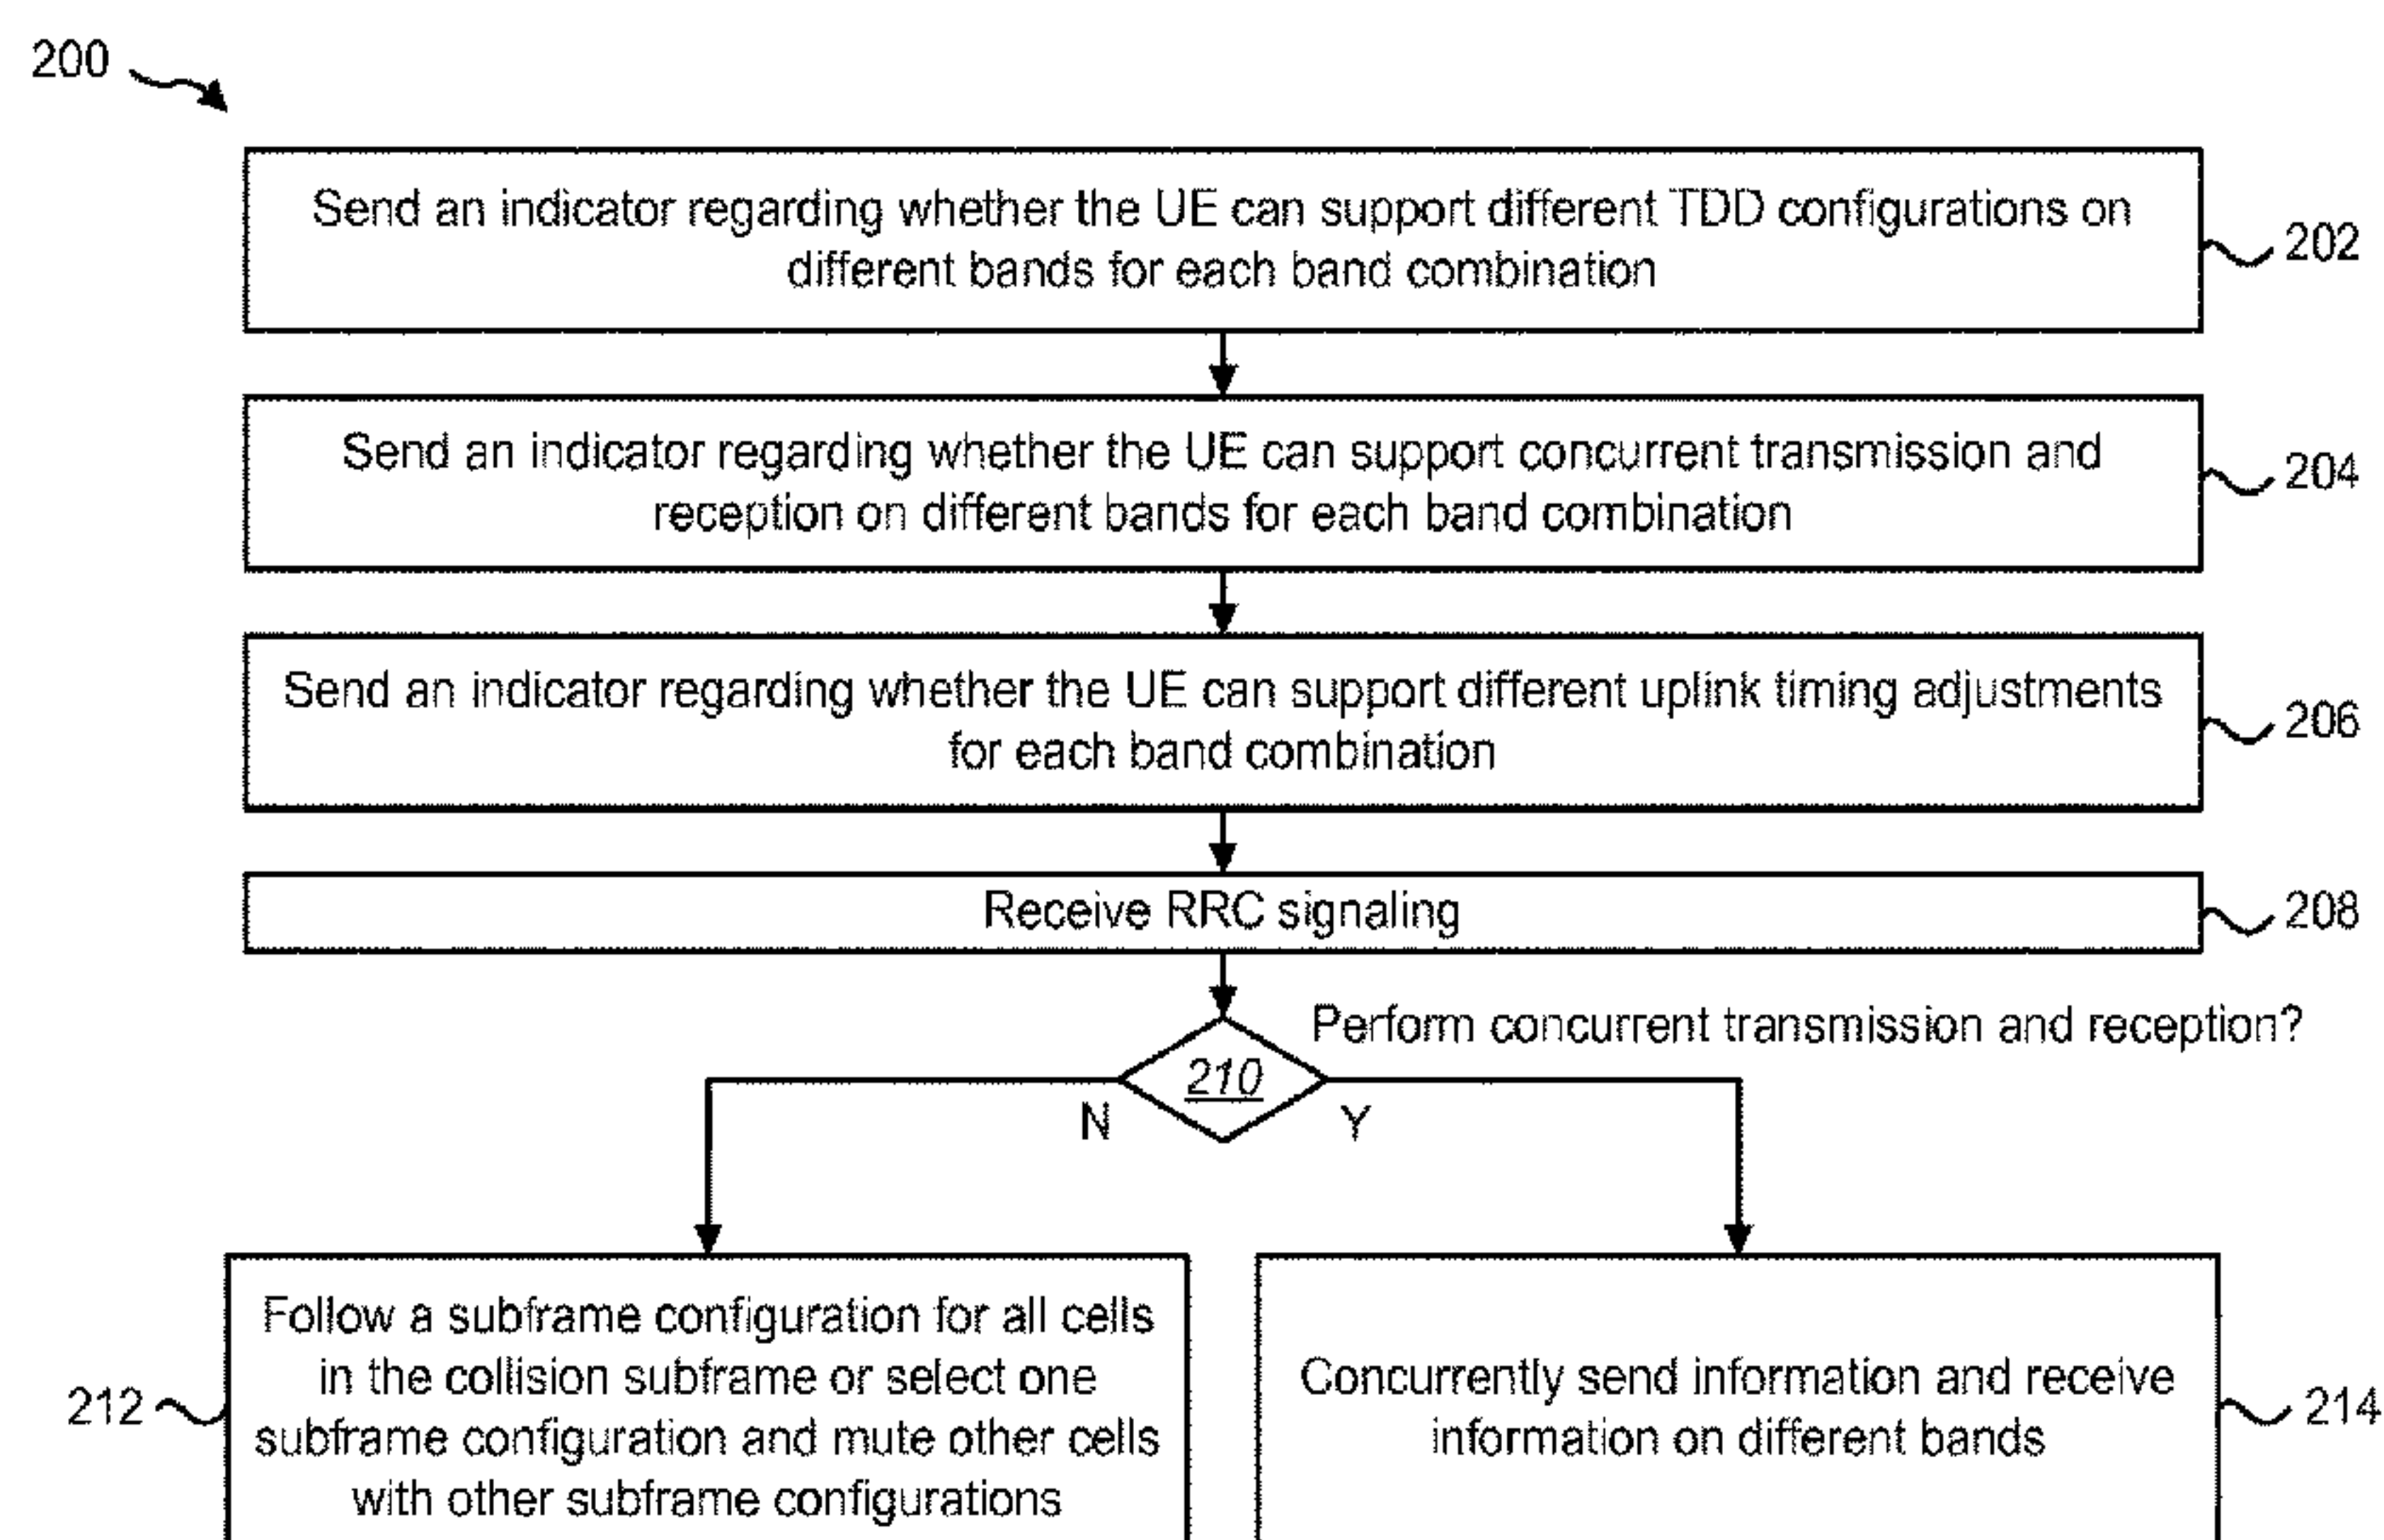 200
Send an indicator regarding whether the UE can support different TDD configurations on
different bands for each band combination
202
Send an indicator regarding whether the UE can support concurrent transmission and
reception on different bands for each band combination
204
Send an indicator regarding whether the UE can support different uplink timing adjustments
for each band combination
206
Receive RRC signaling
208
Perform concurrent transmission and reception?
210
N
Y
Follow a subframe configuration for all cells
in the collision subframe or select one
subframe configuration and mute other cells
with other subframe configurations
212
Concurrently send information and receive
information on different bands
214